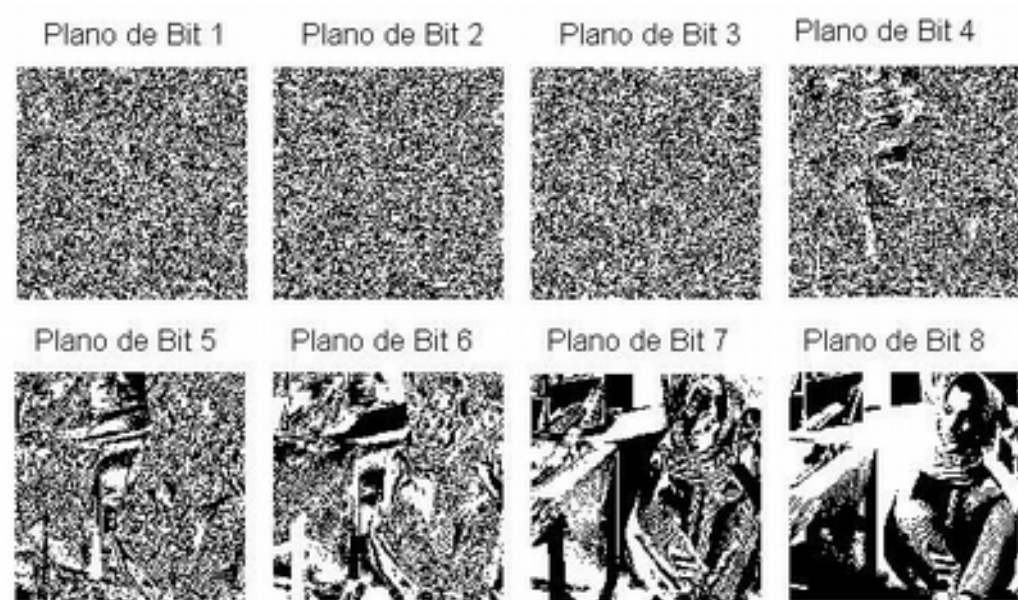 Plano de Bit 1
Plano de Bit 2
Plano de Bit 3
Plano de Bit 4
Plano de Bit 5
Plano de Bit 6
Plano de Bit 7
Plano de Bit 8